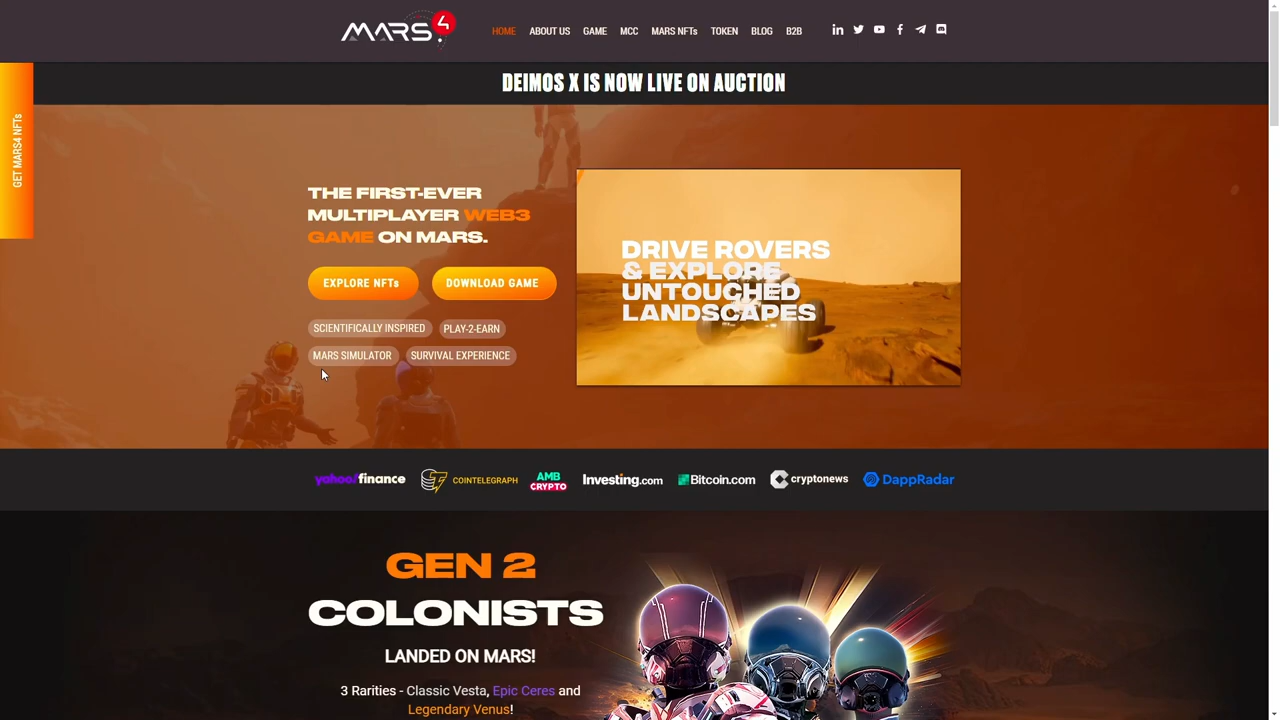 MARS4
HOME ABOUT US GAME MCC MARS NFTs TOKEN BLOG B2B
DEIMOS X IS NOW LIVE ON AUCTION
GET MARS4 NFTs
THE FIRST-EVER
MULTIPLAYER WEB3
GAME ON MARS.
EXPLORE NFTs DOWNLOAD GAME
SCIENTIFICALLY INSPIRED PLAY-2-EARN
MARS SIMULATOR SURVIVAL EXPERIENCE
DRIVE ROVERS
& EXPLORE
UNTOUCHED
LANDSCAPES
yahoo!finance COINTELEGRAPH AMB CRYPTO Investing.com Bitcoin.com cryptonews DappRadar
GEN 2
COLONISTS
LANDED ON MARS!
3 Rarities - Classic Vesta, Epic Ceres and
Legendary Venus!